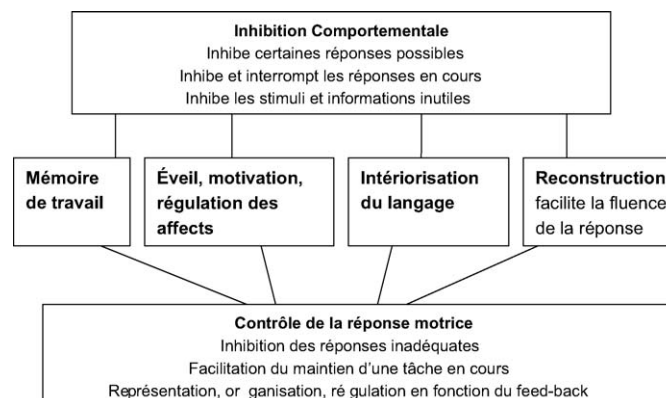 Inhibition Comportementale
Inhibe certaines réponses possibles
Inhibe et interrompt les réponses en cours
Inhibe les stimuli et informations inutiles
Mémoire
de travail
Éveil, motivation,
régulation des
affects
Intériorisation
du langage
Reconstruction
facilite la fluence
de la réponse
Contrôle de la réponse motrice
Inhibition des réponses inadéquates
Facilitation du maintien d'une tâche en cours
Représentation, or ganisation, ré gulation en fonction du feed-back